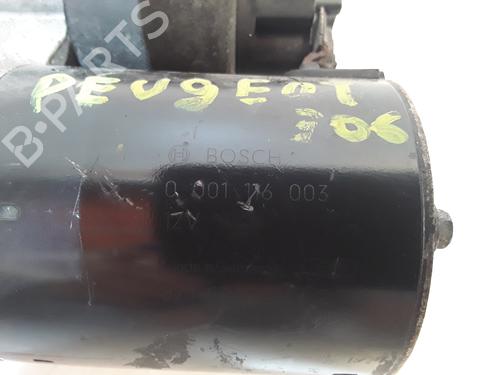 PEUGEOT
306
BOSCH
0 001 116 003
12V
B-PARTS